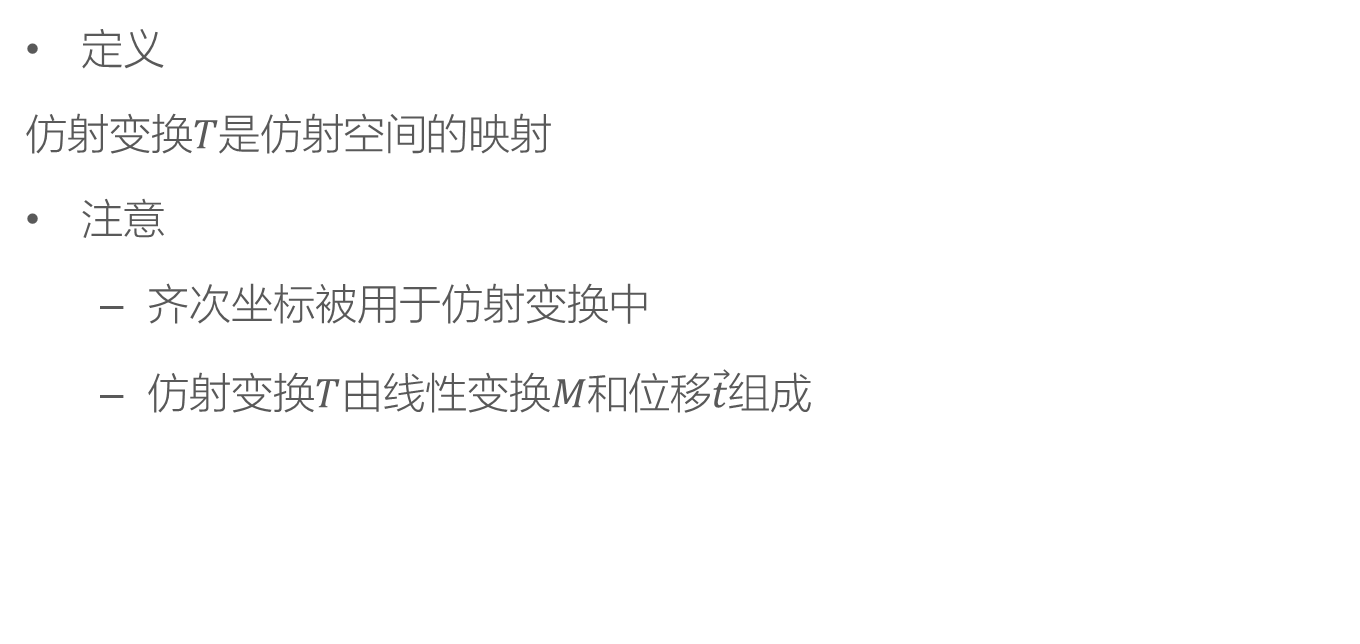 • 定义
仿射变换T是仿射空间的映射
• 注意
– 齐次坐标被用于仿射变换中
– 仿射变换T由线性变换M和位移t⃗组成